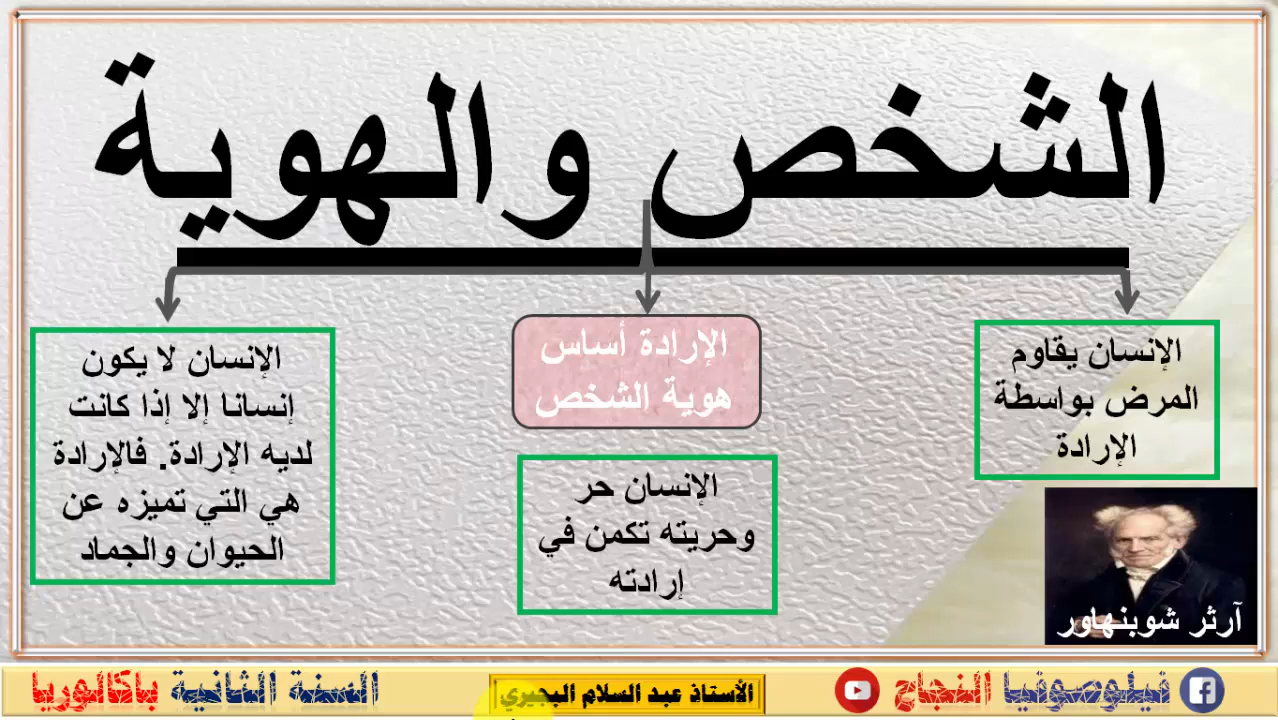 الشخص والهوية
الإنسان يقاوم
المرض بواسطة
الإرادة
الإرادة أساس
هوية الشخص
الإنسان حر
وحريته تكمن في
إرادته
الإنسان لا يكون
إنسانا إلا إذا كانت
لديه الإرادة. فالإرادة
هي التي تميزه عن
الحيوان والجماد
آرثر شوبنهاور
فيلوصوفيا النجاح
الأستاذ عبد السلام البجيري
السنة الثانية باكالوريا